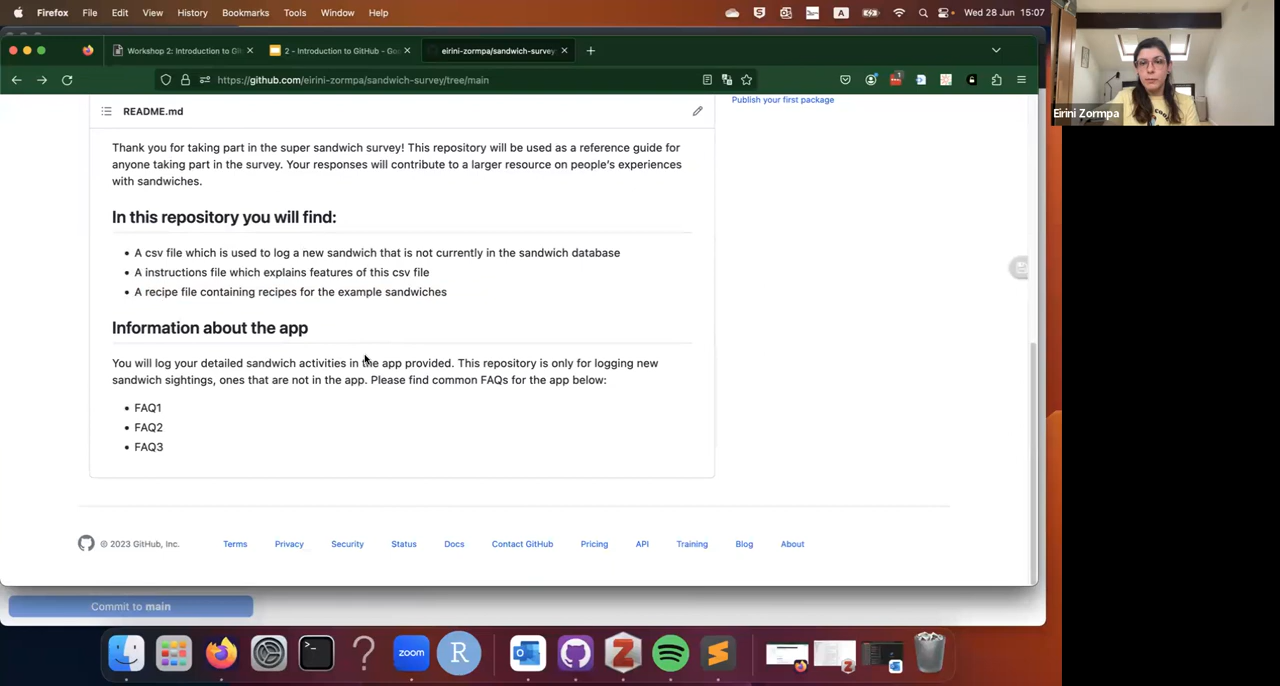 Firefox File Edit View History Bookmarks Tools Window Help
A
Wed 28 Jun 15:07
Workshop 2: Introduction to Git
2 - Introduction to GitHub - Goo
eirini-zormpa/sandwich-survey
https://github.com/eirini-zormpa/sandwich-survey/tree/main
Eirini Zormpa
Publish your first package
README.md
Thank you for taking part in the super sandwich survey! This repository will be used as a reference guide for
anyone taking part in the survey. Your responses will contribute to a larger resource on people's experiences
with sandwiches.
In this repository you will find:
• A csv file which is used to log a new sandwich that is not currently in the sandwich database
• A instructions file which explains features of this csv file
• A recipe file containing recipes for the example sandwiches
Information about the app
You will log your detailed sandwich activities in the app provided. This repository is only for logging new
sandwich sightings, ones that are not in the app. Please find common FAQs for the app below:
• FAQ1
• FAQ2
• FAQ3
© 2023 GitHub, Inc. Terms Privacy Security Status Docs Contact GitHub Pricing API Training Blog About
Commit to main
zoom
R